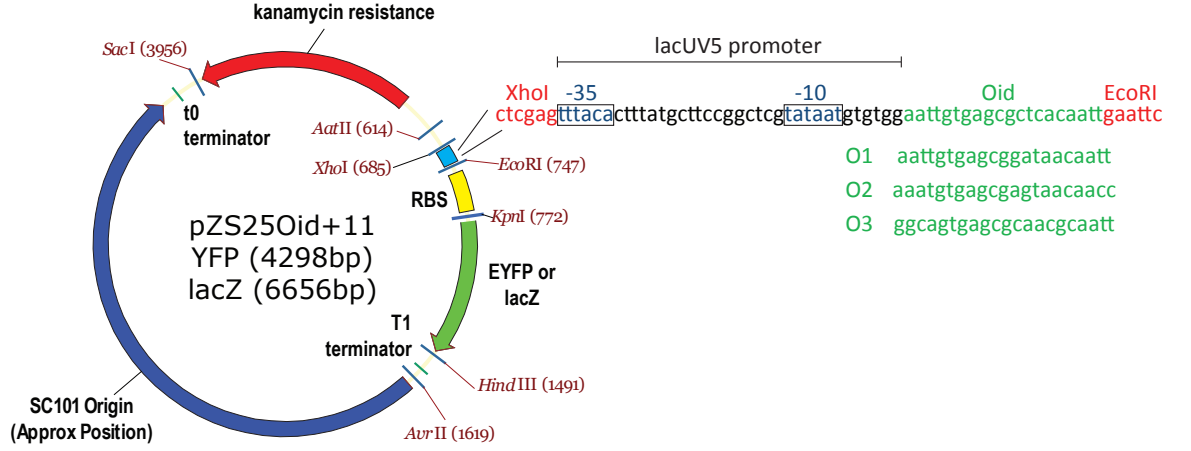 kanamycin resistance
SacI (3956)
lacUV5 promoter
XhoI -35 -10 Oid EcoRI
ctcgagtttacactttatgcttccggctcgtataatgtgtggaattgtgagcgctcacaattgaattc
t0
terminator
AatII (614)
XhoI (685)
EcoRI (747)
O1 aattgtgagcggataacaatt
O2 aaatgtgagcgagtaacaacc
O3 ggcagtgagcgcaacgcaatt
RBS
KpnI (772)
pZS25Oid+11
YFP (4298bp)
lacZ (6656bp)
EYFP or
lacZ
T1
terminator
HindIII (1491)
SC101 Origin
(Approx Position)
AvrII (1619)